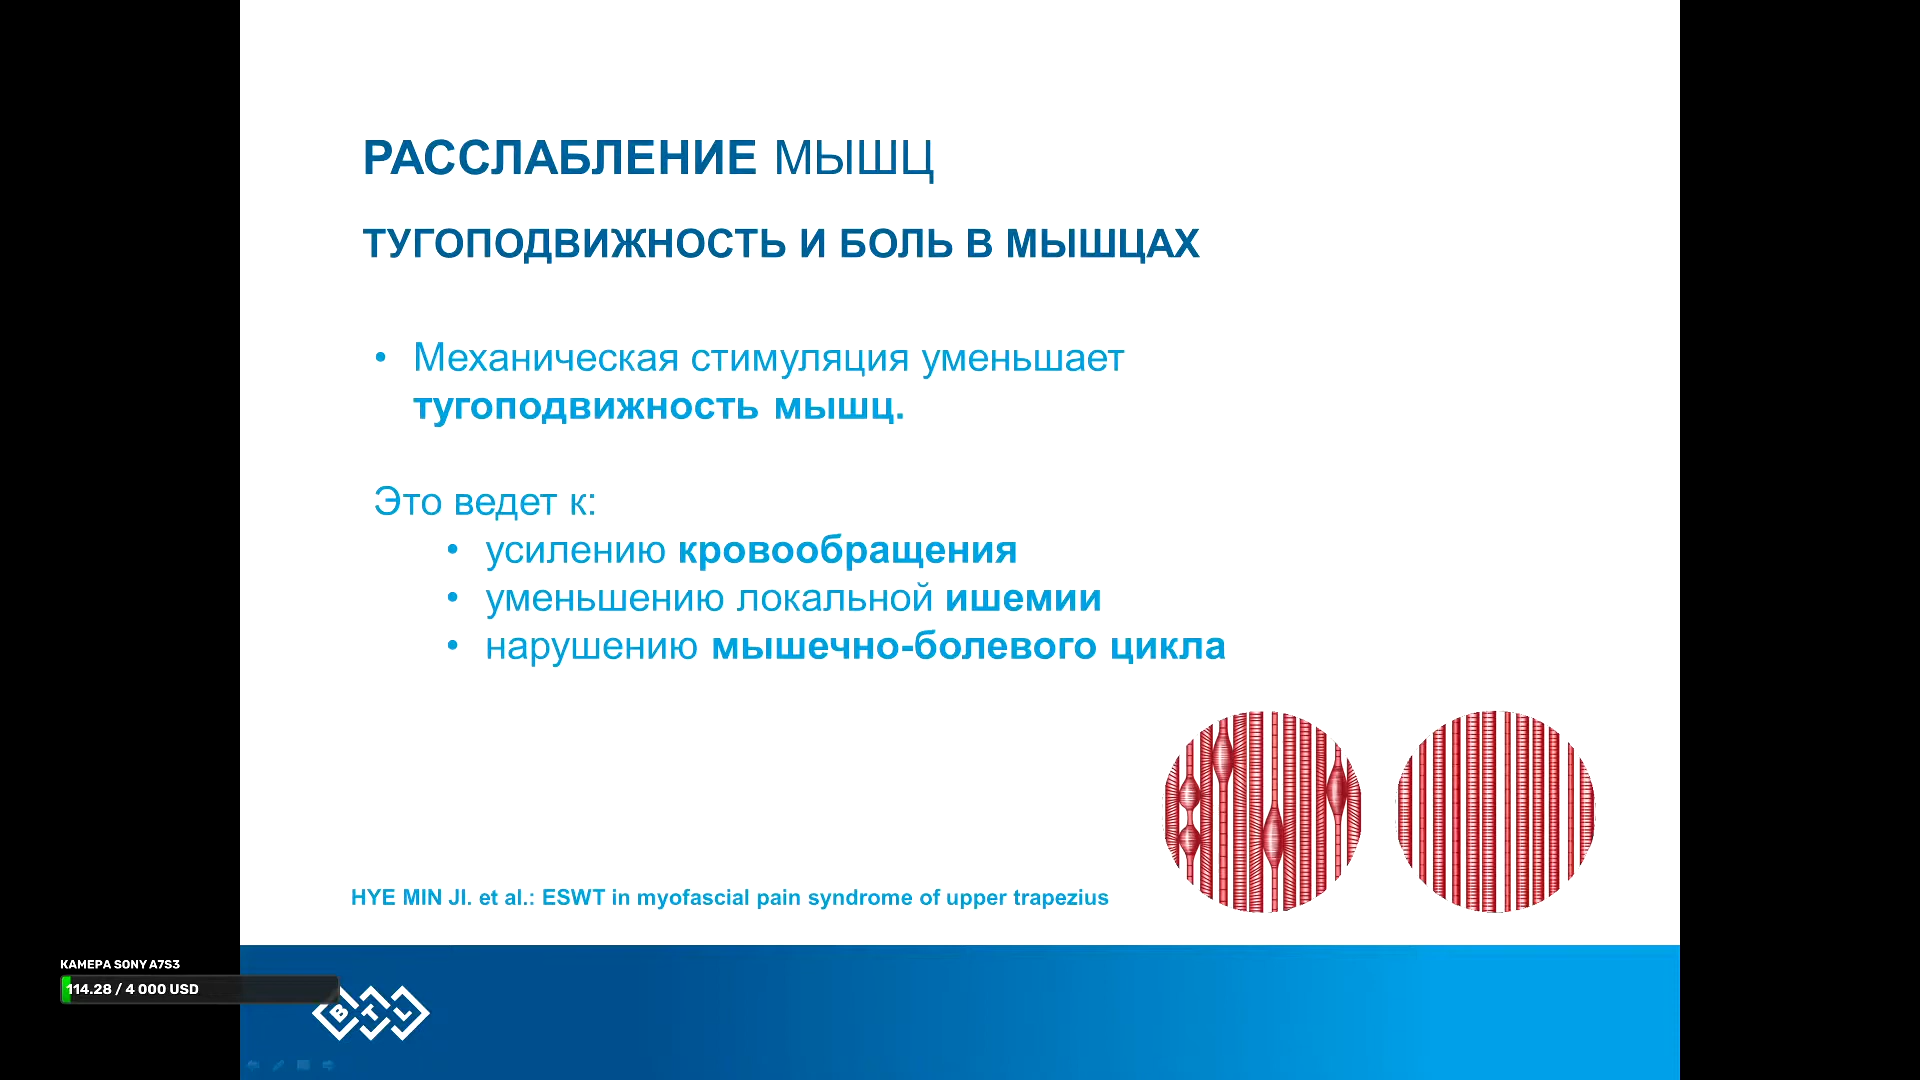 РАССЛАБЛЕНИЕ МЫШЦ
ТУГОПОДВИЖНОСТЬ И БОЛЬ В МЫШЦАХ
• Механическая стимуляция уменьшает
тугоподвижность мышц.
Это ведет к:
• усилению кровообращения
• уменьшению локальной ишемии
• нарушению мышечно-болевого цикла
HYE MIN JI. et al.: ESWT in myofascial pain syndrome of upper trapezius
КАМЕРА SONY A7S3
114.28 / 4 000 USD
BTL